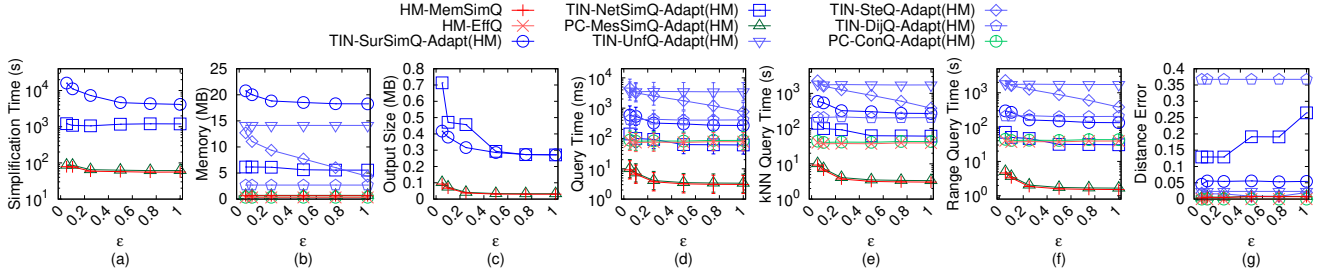 HM-MemSimQ
HM-EffQ
TIN-SurSimQ-Adapt(HM)
TIN-NetSimQ-Adapt(HM)
PC-MesSimQ-Adapt(HM)
TIN-UnfQ-Adapt(HM)
TIN-SteQ-Adapt(HM)
TIN-DijQ-Adapt(HM)
PC-ConQ-Adapt(HM)
Simplification Time (s)
10^1
10^2
10^3
10^4
0 0.2 0.4 0.6 0.8 1
ε
(a)
Memory (MB)
0
5
10
15
20
25
0 0.2 0.4 0.6 0.8 1
ε
(b)
Output Size (MB)
0
0.1
0.2
0.3
0.4
0.5
0.6
0.7
0.8
0 0.2 0.4 0.6 0.8 1
ε
(c)
Query Time (ms)
10^0
10^1
10^2
10^3
10^4
0 0.2 0.4 0.6 0.8 1
ε
(d)
kNN Query Time (s)
10^0
10^1
10^2
10^3
0 0.2 0.4 0.6 0.8 1
ε
(e)
Range Query Time (s)
10^0
10^1
10^2
10^3
0 0.2 0.4 0.6 0.8 1
ε
(f)
Distance Error
0
0.05
0.1
0.15
0.2
0.25
0.3
0.35
0.4
0 0.2 0.4 0.6 0.8 1
ε
(g)